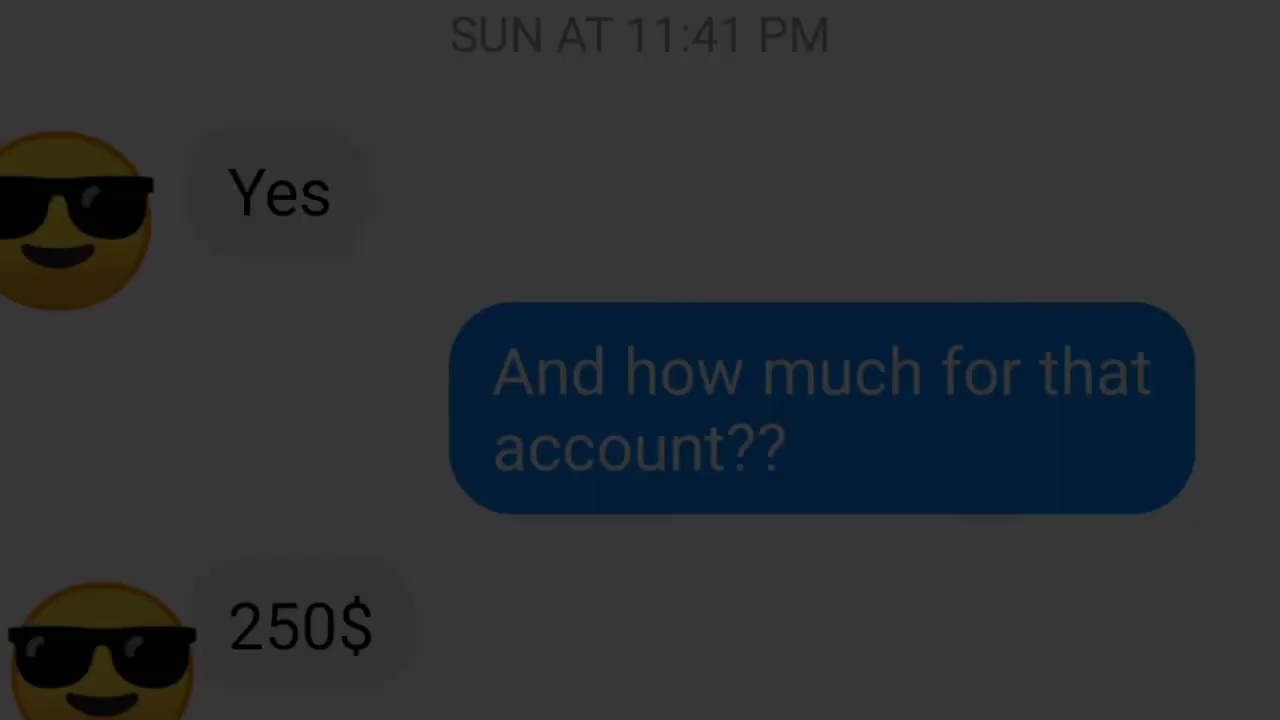 SUN AT 11:41 PM
Yes
And how much for that
account??
250$